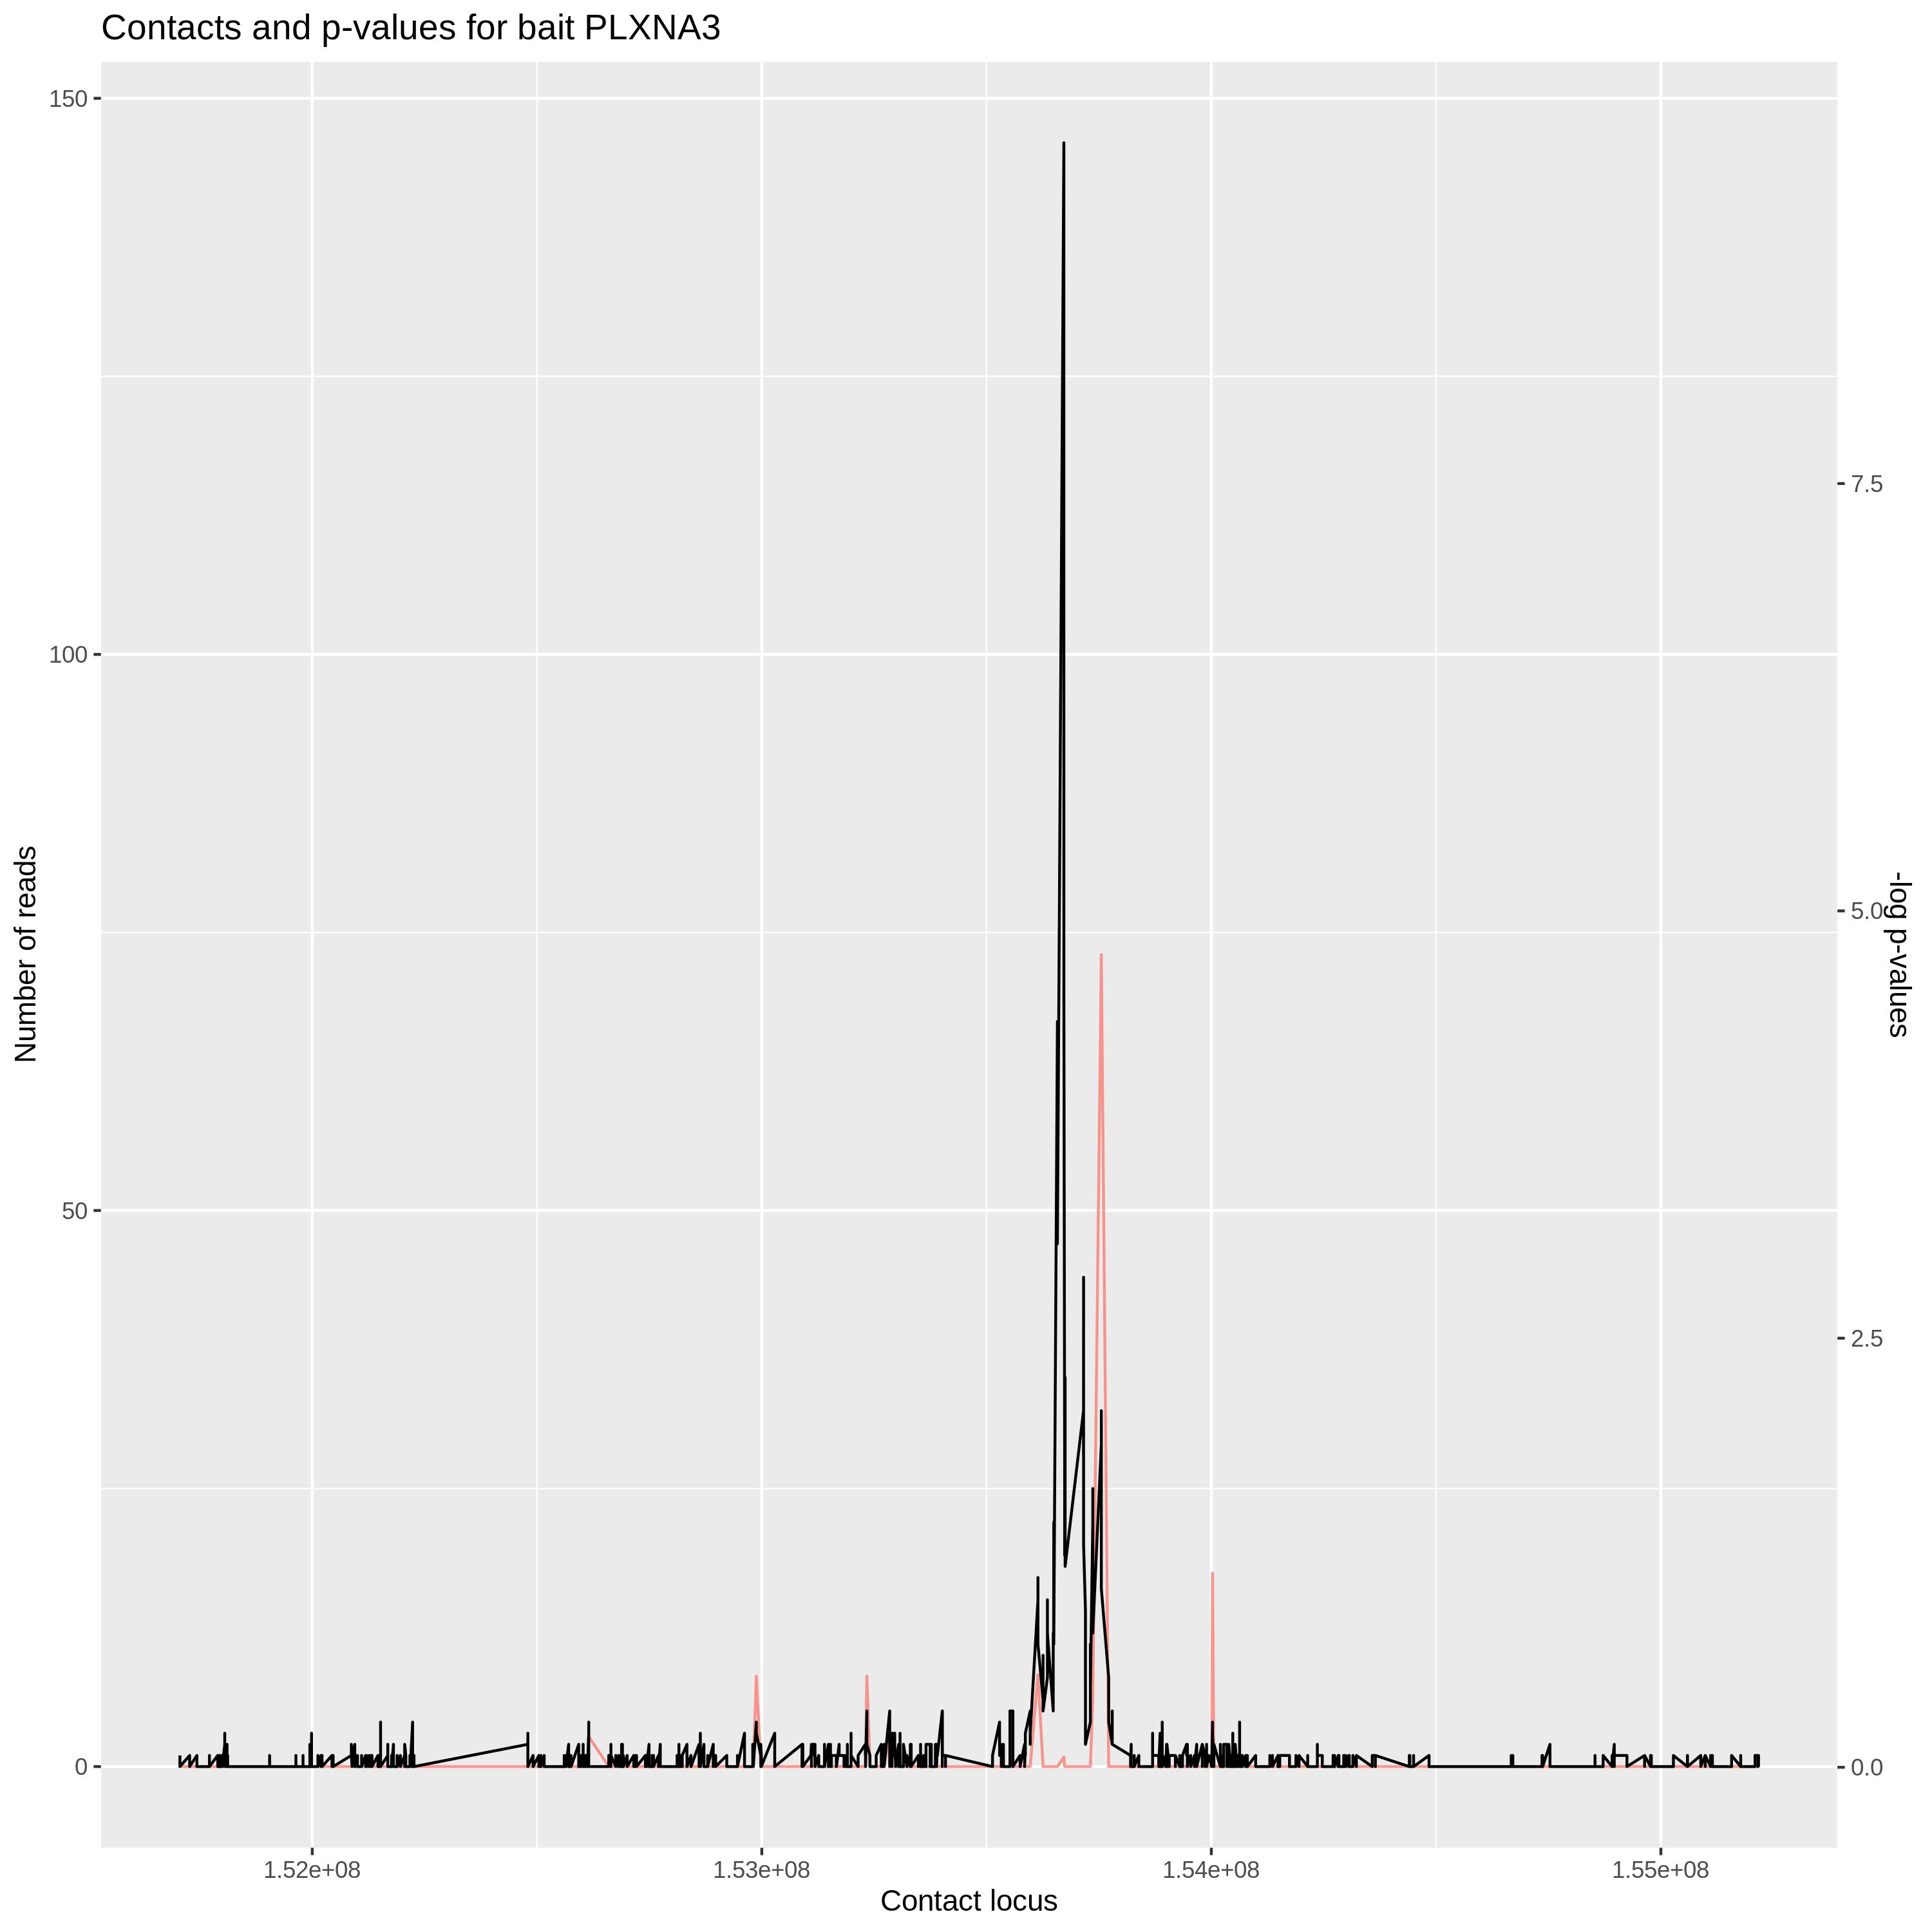 Contacts and p-values for bait PLXNA3
150
100
50
0
Number of reads
7.5
5.0
2.5
0.0
-log p-values
1.52e+08
1.53e+08
1.54e+08
1.55e+08
Contact locus